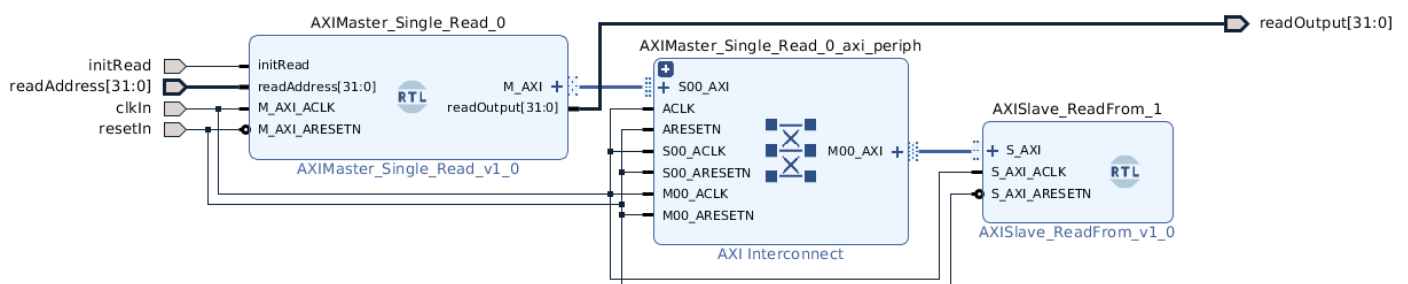 AXIMaster_Single_Read_0
initRead
readAddress[31:0]
clkIn
resetIn
initRead
readAddress[31:0]
M_AXI_ACLK
M_AXI_ARESETN
RTL
M_AXI
readOutput[31:0]
AXIMaster_Single_Read_v1_0
AXIMaster_Single_Read_0_axi_periph
S00_AXI
ACLK
ARESETN
S00_ACLK
S00_ARESETN
M00_ACLK
M00_ARESETN
M00_AXI
AXI Interconnect
AXISlave_ReadFrom_1
S_AXI
S_AXI_ACLK
S_AXI_ARESETN
RTL
AXISlave_ReadFrom_v1_0
readOutput[31:0]